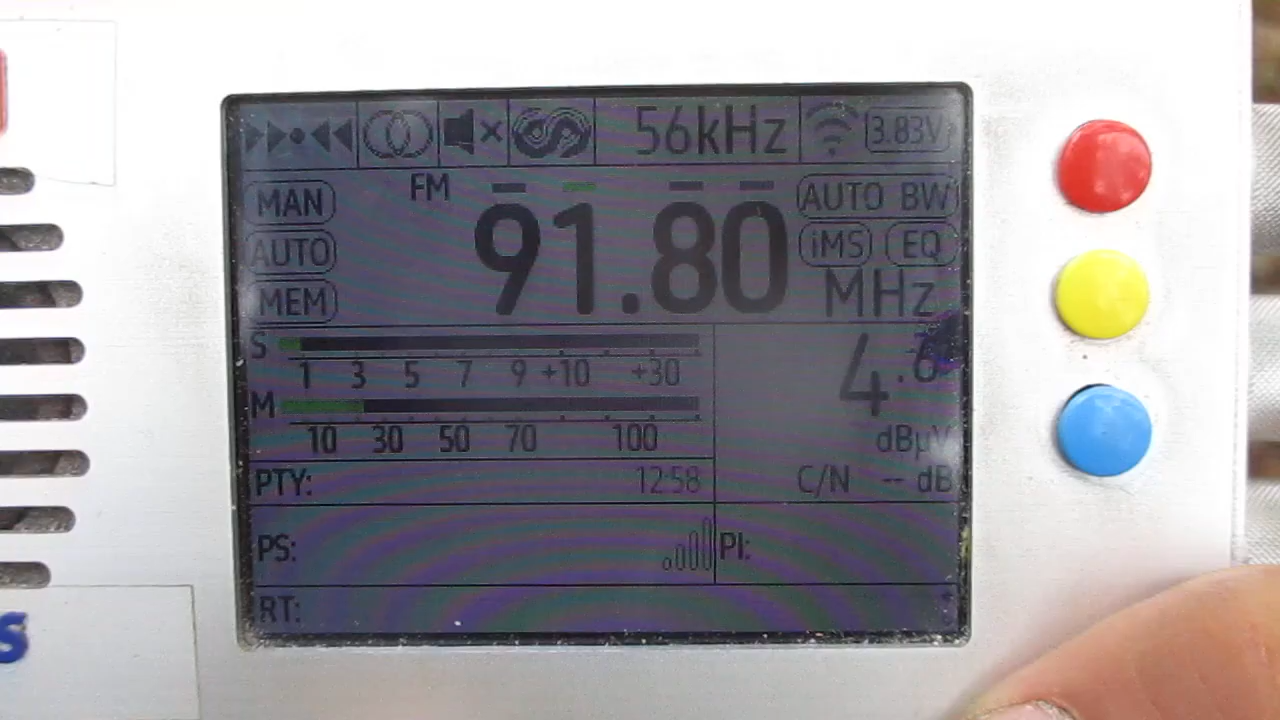 56kHz 3.83V
MAN FM 91.80 MHz AUTO BW
AUTO iMS EQ
MEM
S 1 3 5 7 9 +10 +30
4.6
M 10 30 50 70 100
dBµV
PTY: 12:58 C/N -- dB
PS: PI:
RT:
S